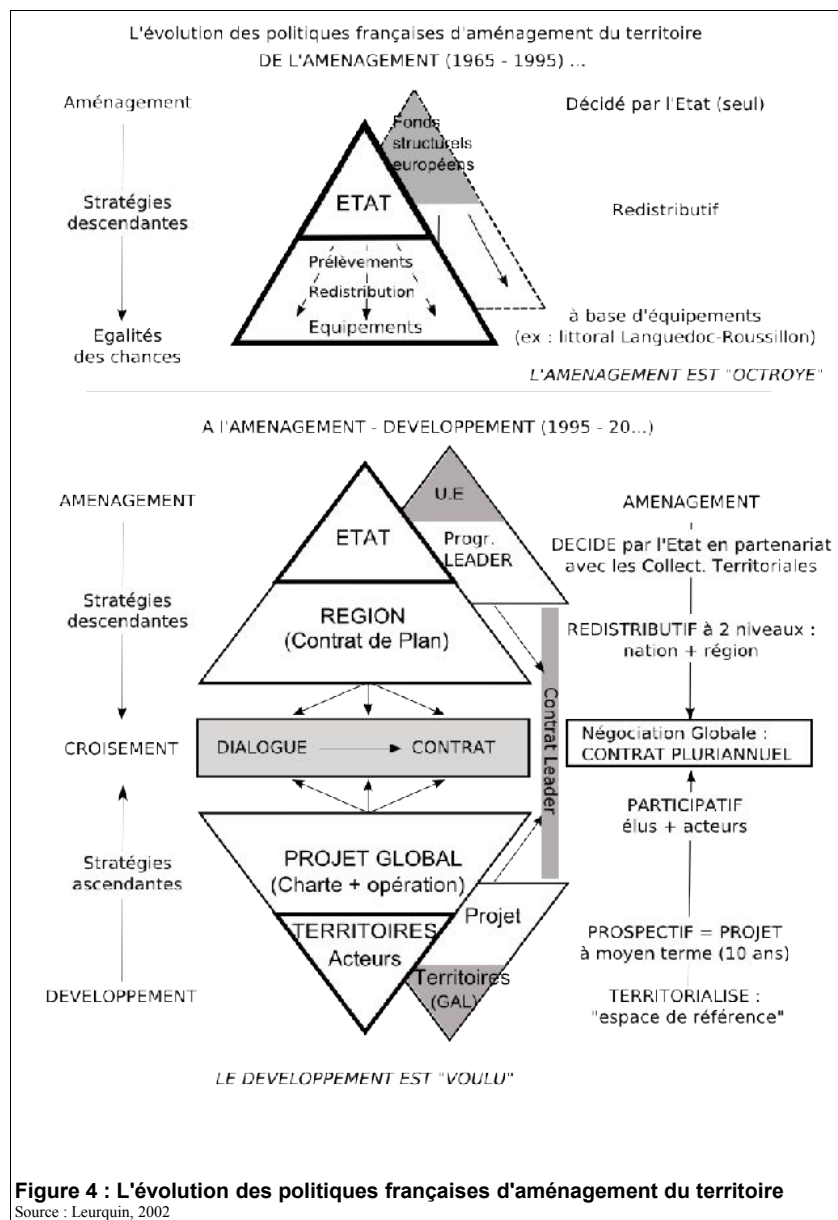 L'évolution des politiques françaises d'aménagement du territoire
DE L'AMENAGEMENT (1965 - 1995) ...
Aménagement
Stratégies
descendantes
Egalités
des chances
Fonds
structurels
européens
ETAT
Prélèvements
Redistribution
Equipements
Décidé par l'Etat (seul)
Redistributif
à base d'équipements
(ex : littoral Languedoc-Roussillon)
L'AMENAGEMENT EST "OCTROYE"
A l'AMENAGEMENT - DEVELOPPEMENT (1995 - 20...)
AMENAGEMENT
Stratégies
descendantes
CROISEMENT
Stratégies
ascendantes
DEVELOPPEMENT
U.E
ETAT
Progr.
LEADER
REGION
(Contrat de Plan)
DIALOGUE
CONTRAT
Contrat Leader
PROJET GLOBAL
(Charte + opération)
Projet
TERRITOIRES
Acteurs
Territoires
(GAL)
AMENAGEMENT
DECIDE par l'Etat en partenariat
avec les Collect. Territoriales
REDISTRIBUTIF à 2 niveaux :
nation + région
Négociation Globale :
CONTRAT PLURIANNUEL
PARTICIPATIF
élus + acteurs
PROSPECTIF = PROJET
à moyen terme (10 ans)
TERRITORIALISE :
"espace de référence"
LE DEVELOPPEMENT EST "VOULU"
Figure 4 : L'évolution des politiques françaises d'aménagement du territoire
Source : Leurquin, 2002